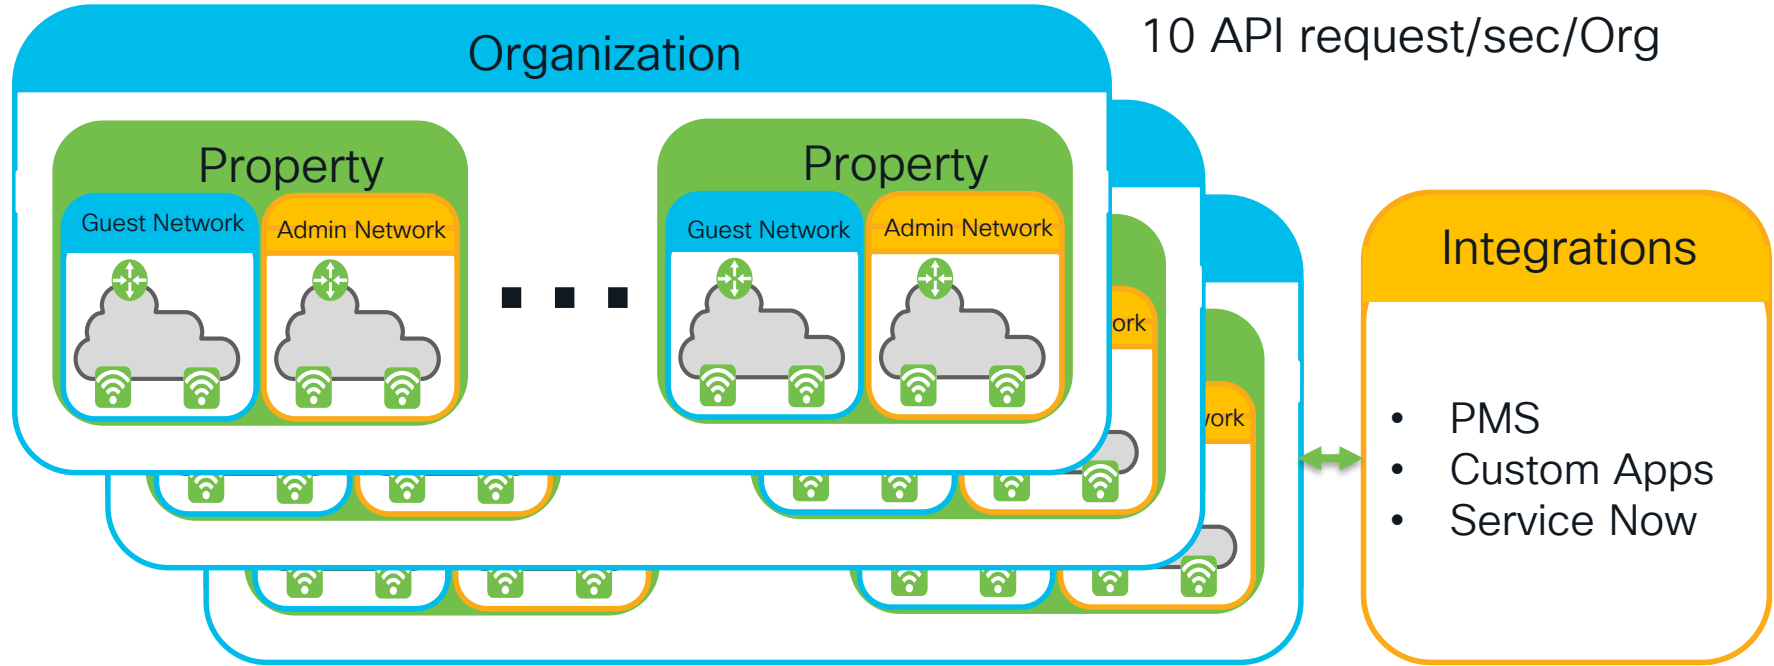 10 API request/sec/Org
Organization
Property
Property
Guest Network
Admin Network
Guest Network
Admin Network
ork
work
Integrations
• PMS
• Custom Apps
• Service Now